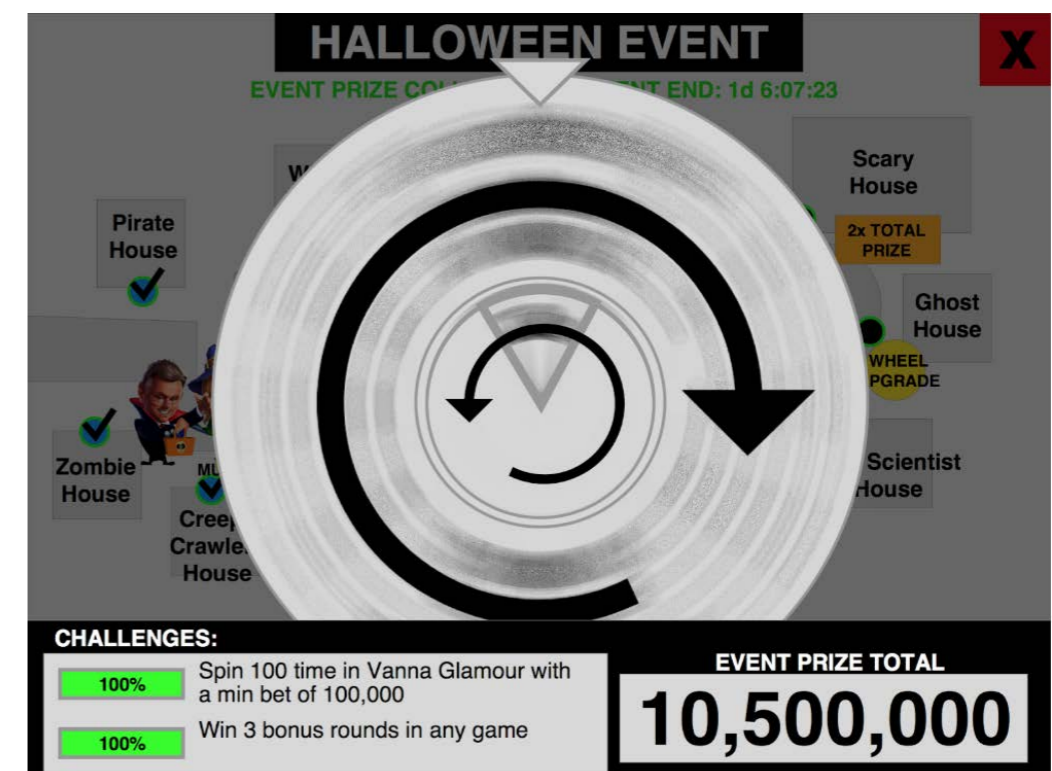 HALLOWEEN EVENT
X
EVENT PRIZE
END: 1d 6:07:23
Scary
House
2x TOTAL
PRIZE
Pirate
House
Ghost
House
WHEEL
PGRADE
Zombie
House
Scientist
House
Creep
Crawle
House
CHALLENGES:
100%
Spin 100 time in Vanna Glamour with
a min bet of 100,000
100%
Win 3 bonus rounds in any game
EVENT PRIZE TOTAL
10,500,000